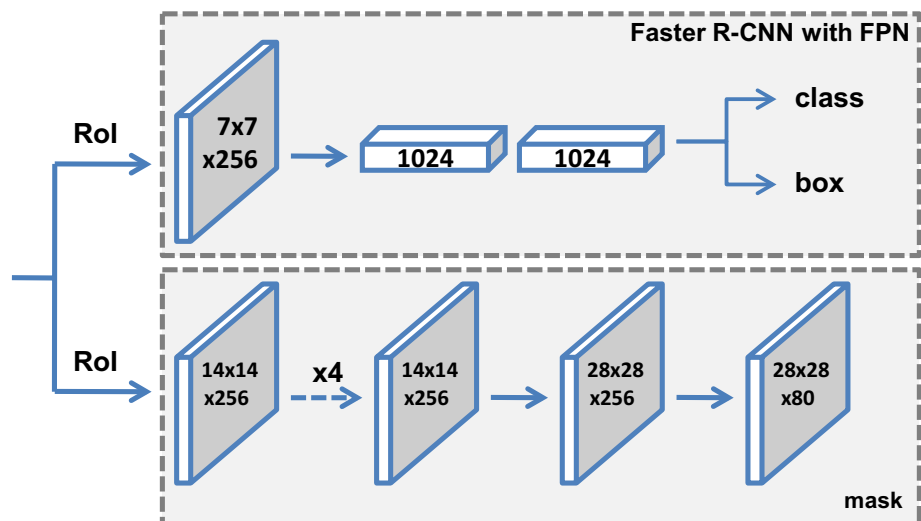 Faster R-CNN with FPN
RoI
7x7
x256
1024
1024
class
box
RoI
14x14
x256
x4
14x14
x256
28x28
x256
28x28
x80
mask